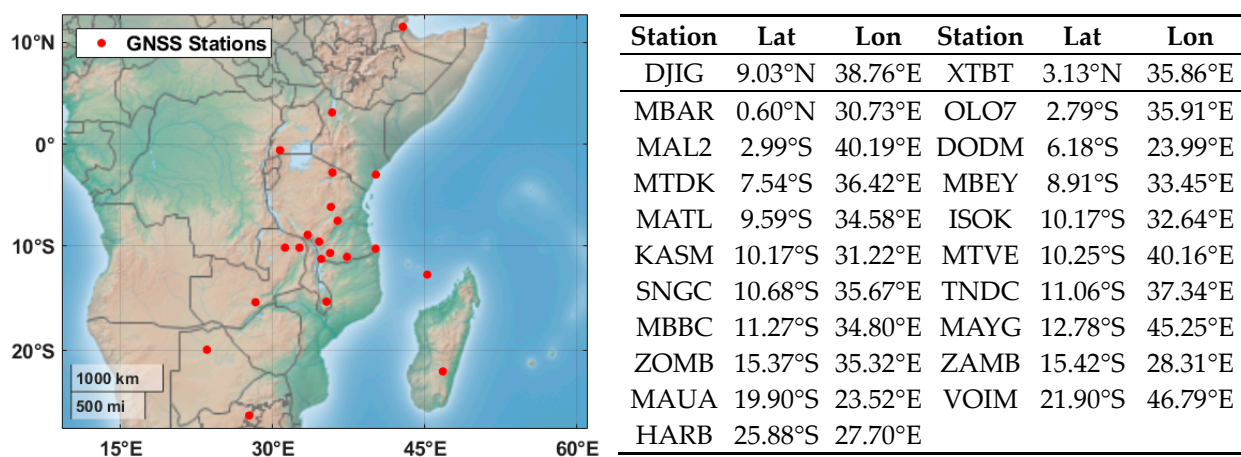 10°N
0°
10°S
20°S
GNSS Stations
1000 km
500 mi
15°E 30°E 45°E 60°E
Station Lat Lon Station Lat Lon
DJIG 9.03°N 38.76°E XTBT 3.13°N 35.86°E
MBAR 0.60°N 30.73°E OLO7 2.79°S 35.91°E
MAL2 2.99°S 40.19°E DODM 6.18°S 23.99°E
MTDK 7.54°S 36.42°E MBEY 8.91°S 33.45°E
MATL 9.59°S 34.58°E ISOK 10.17°S 32.64°E
KASM 10.17°S 31.22°E MTVE 10.25°S 40.16°E
SNGC 10.68°S 35.67°E TNDC 11.06°S 37.34°E
MBBC 11.27°S 34.80°E MAYG 12.78°S 45.25°E
ZOMB 15.37°S 35.32°E ZAMB 15.42°S 28.31°E
MAUA 19.90°S 23.52°E VOIM 21.90°S 46.79°E
HARB 25.88°S 27.70°E